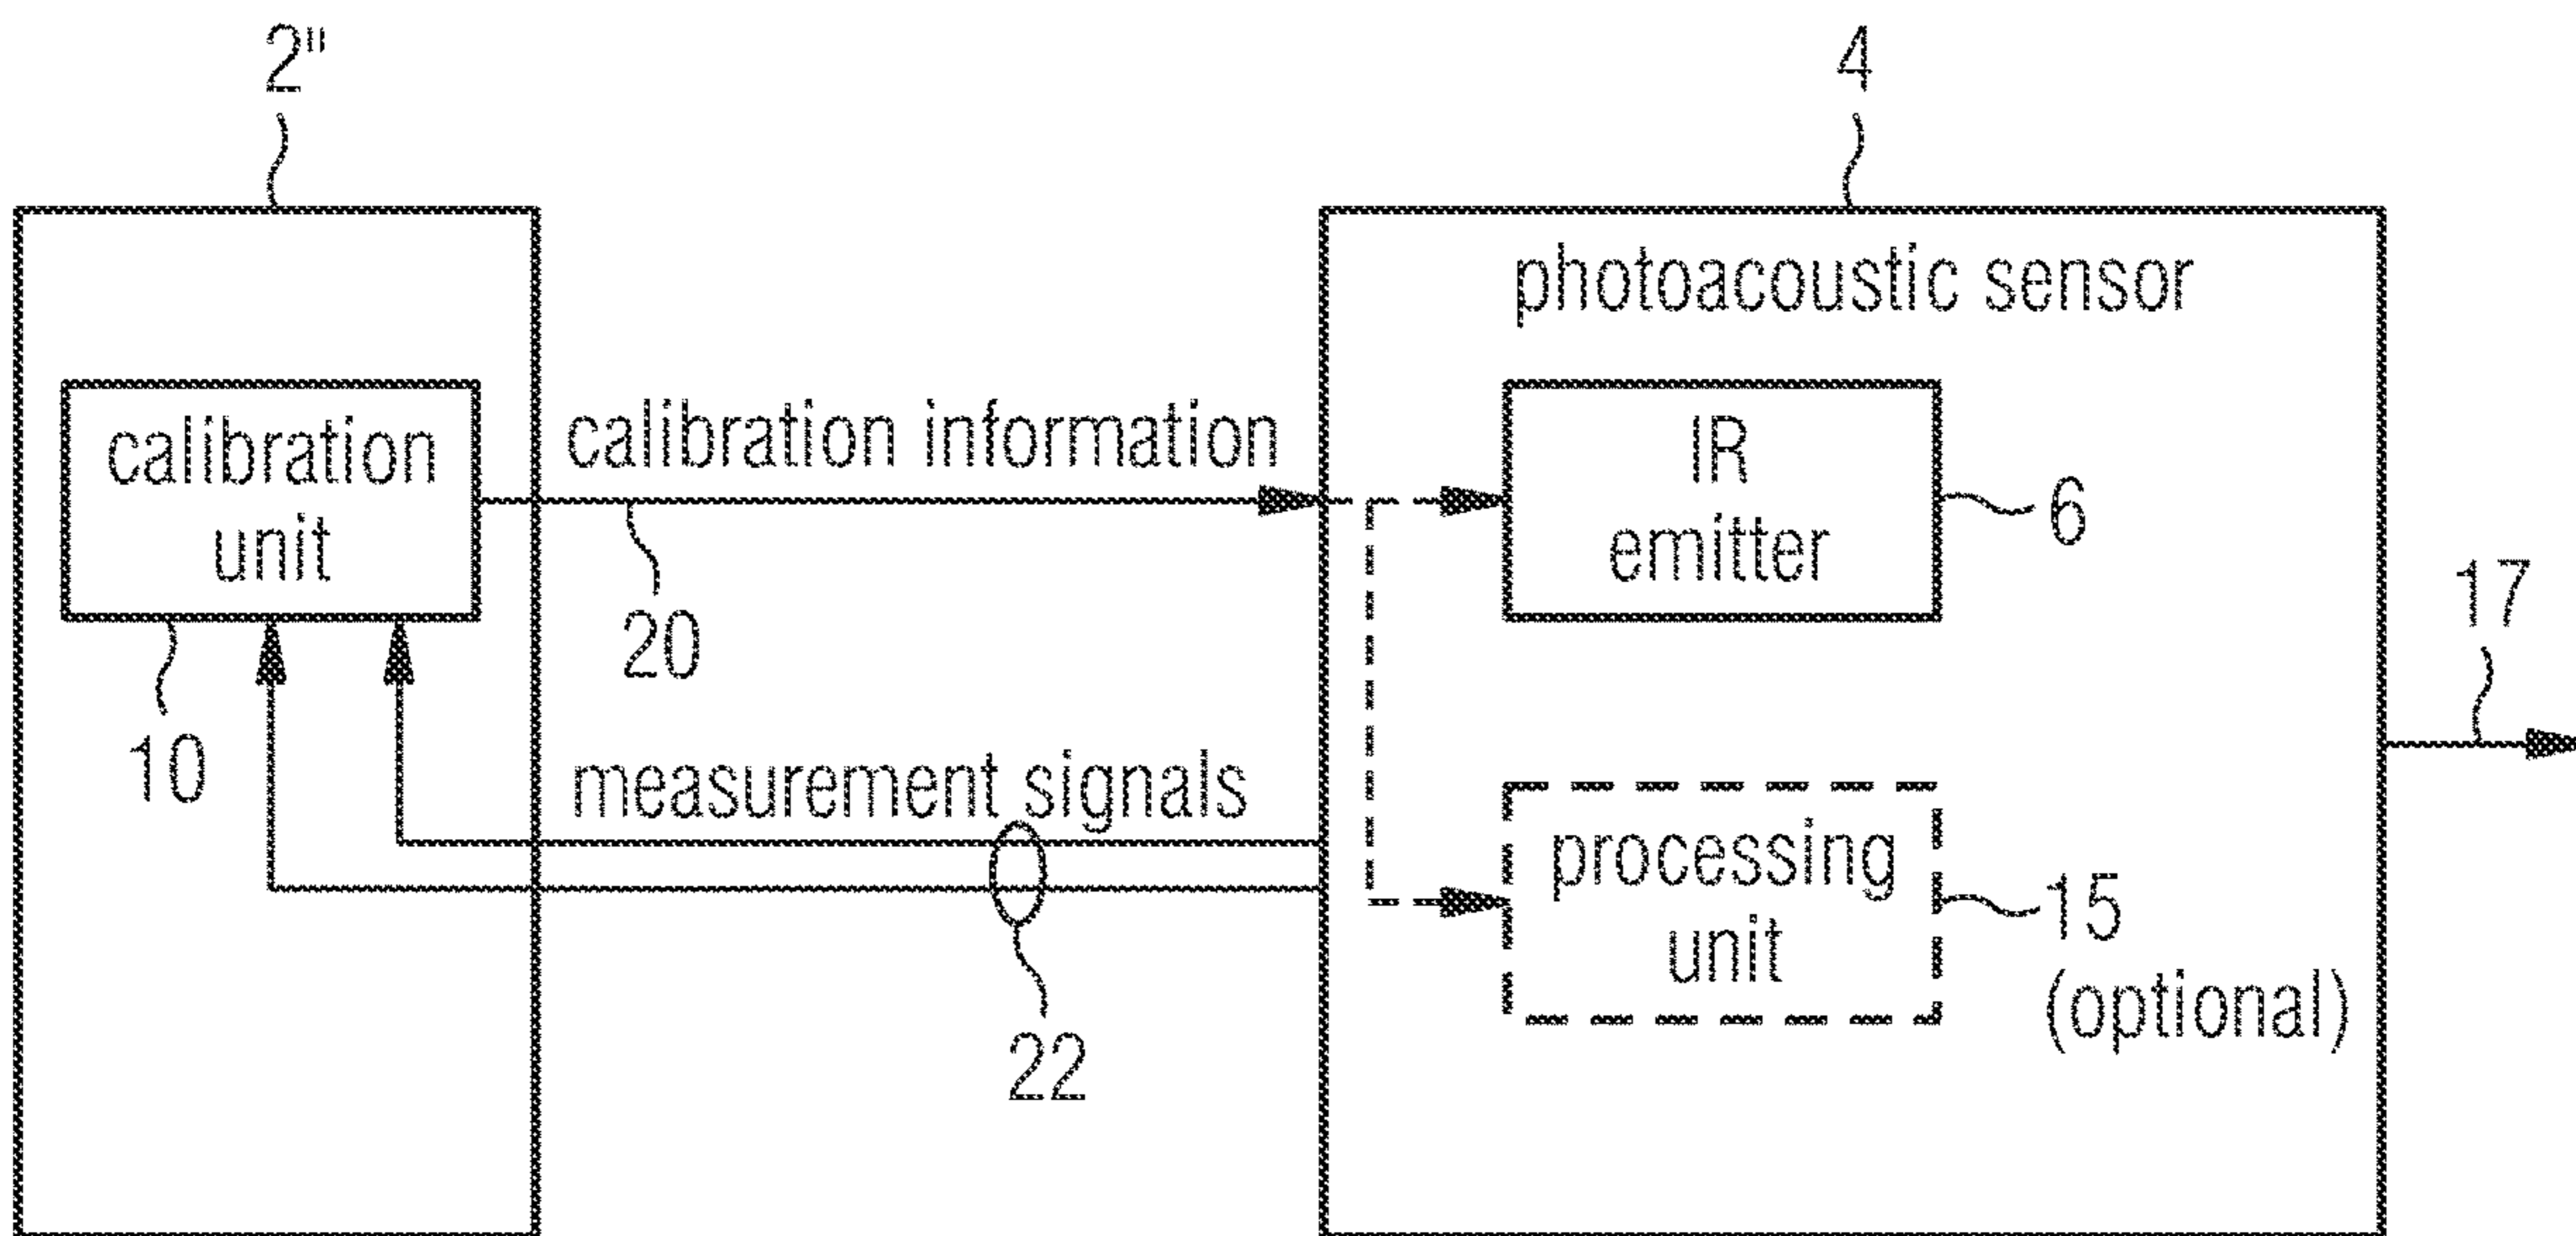 2"
4
photoacoustic sensor
calibration
unit
calibration information
IR
emitter
6
20
17
10
measurement signals
processing
unit
15
(optional)
22